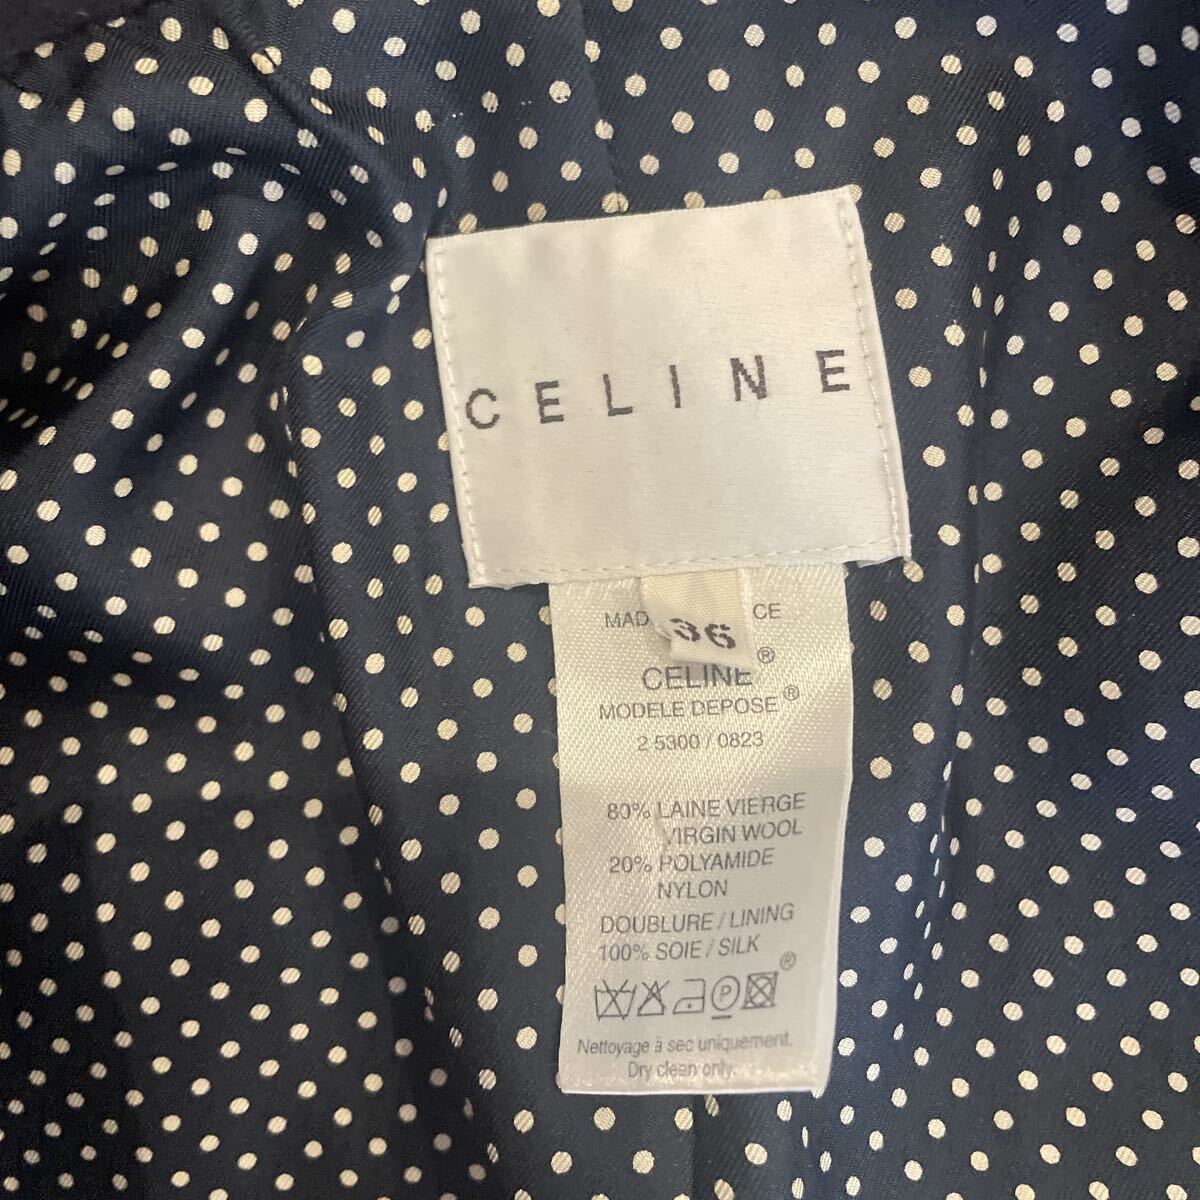 CELINE
MAD CE
36
CELINE®
MODELE DEPOSE®
2 5300 / 0823
80% LAINE VIERGE
VIRGIN WOOL
20% POLYAMIDE
NYLON
DOUBLURE / LINING
100% SOIE / SILK
P ®
Nettoyage à sec uniquement.
Dry clean only.